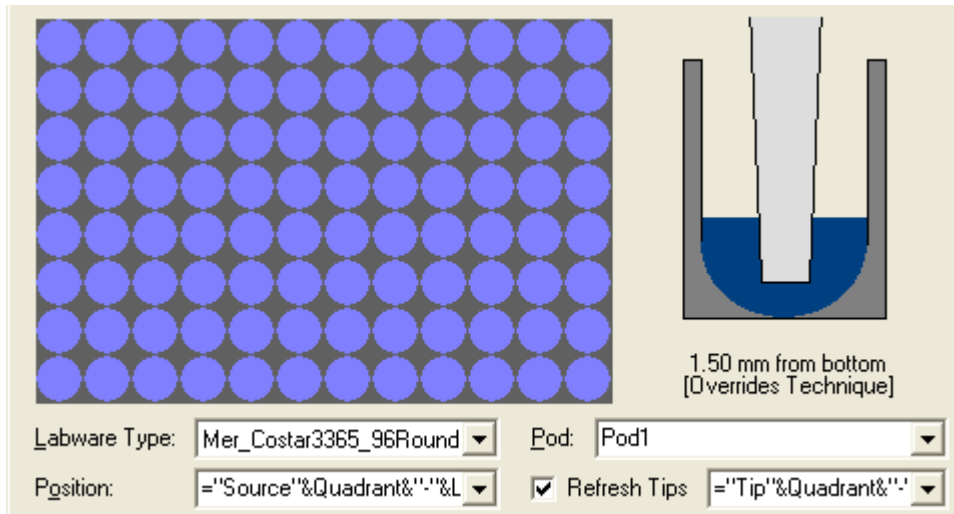 1.50 mm from bottom
[Overrides Technique]
Labware Type: Mer_Costar3365_96Round Pod: Pod1
Position: ="Source"&Quadrant&"-"&L Refresh Tips ="Tip"&Quadrant&"-'